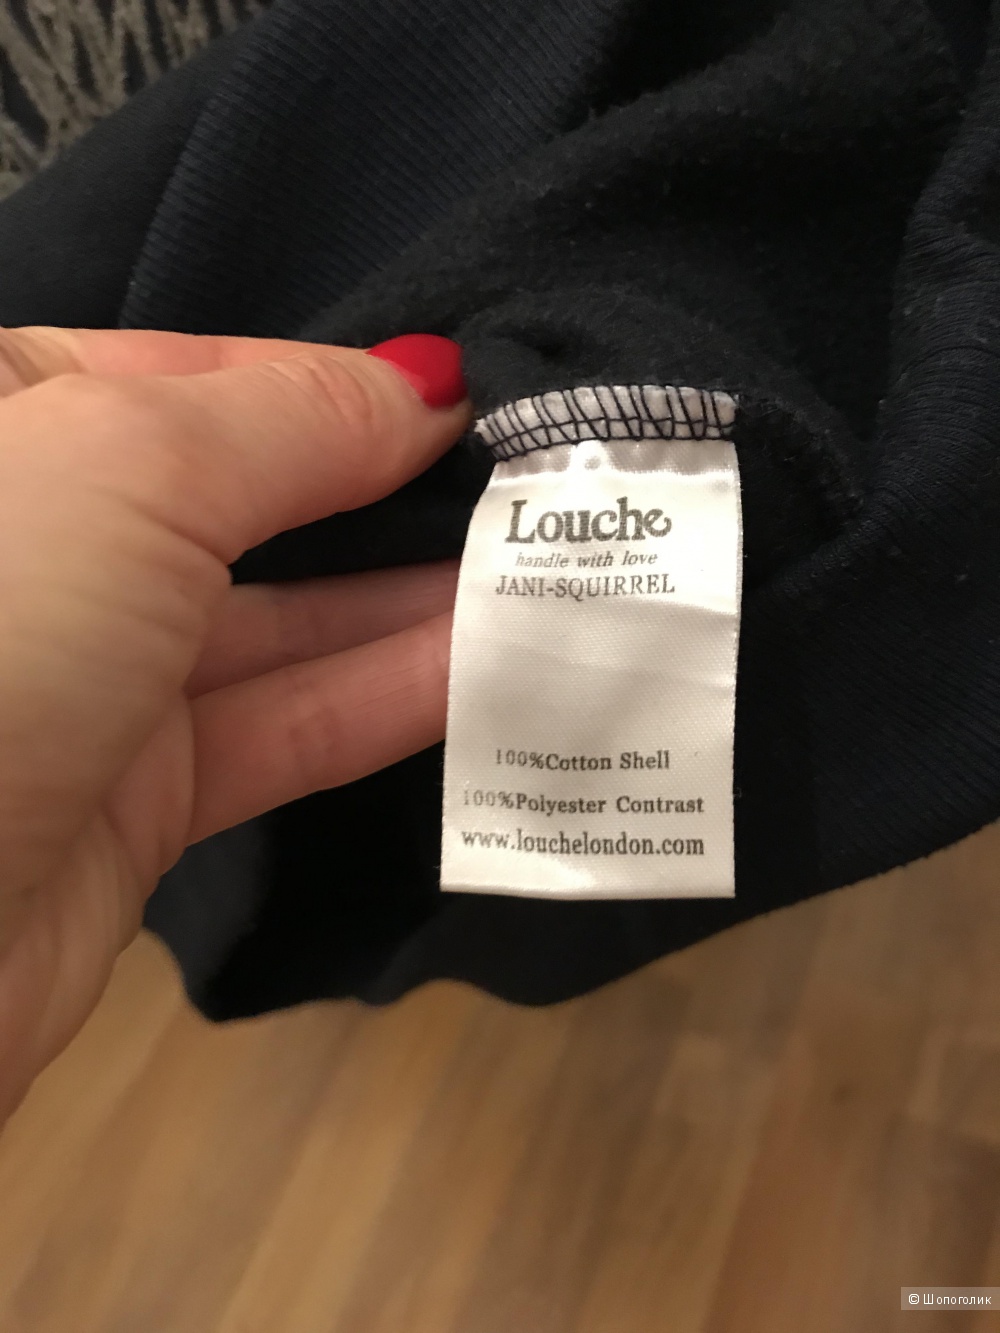 Louche
handle with love
JANI-SQUIRREL
100%Cotton Shell
100%Polyester Contrast
www.louchelondon.com
© Шопоголик